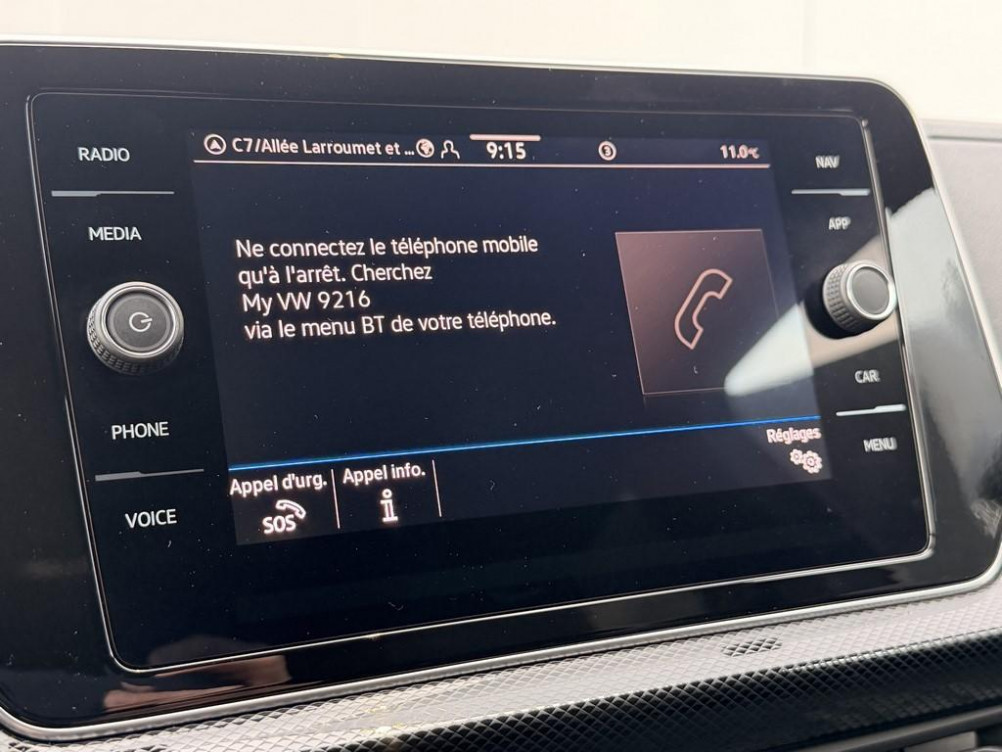 RADIO
C7/Allée Larroumet et ...
9:15
3
11.0°C
NAV
MEDIA
APP
Ne connectez le téléphone mobile
qu'à l'arrêt. Cherchez
My VW 9216
via le menu BT de votre téléphone.
CAR
PHONE
Réglages
MENU
Appel d'urg.
SOS
Appel info.
i
VOICE